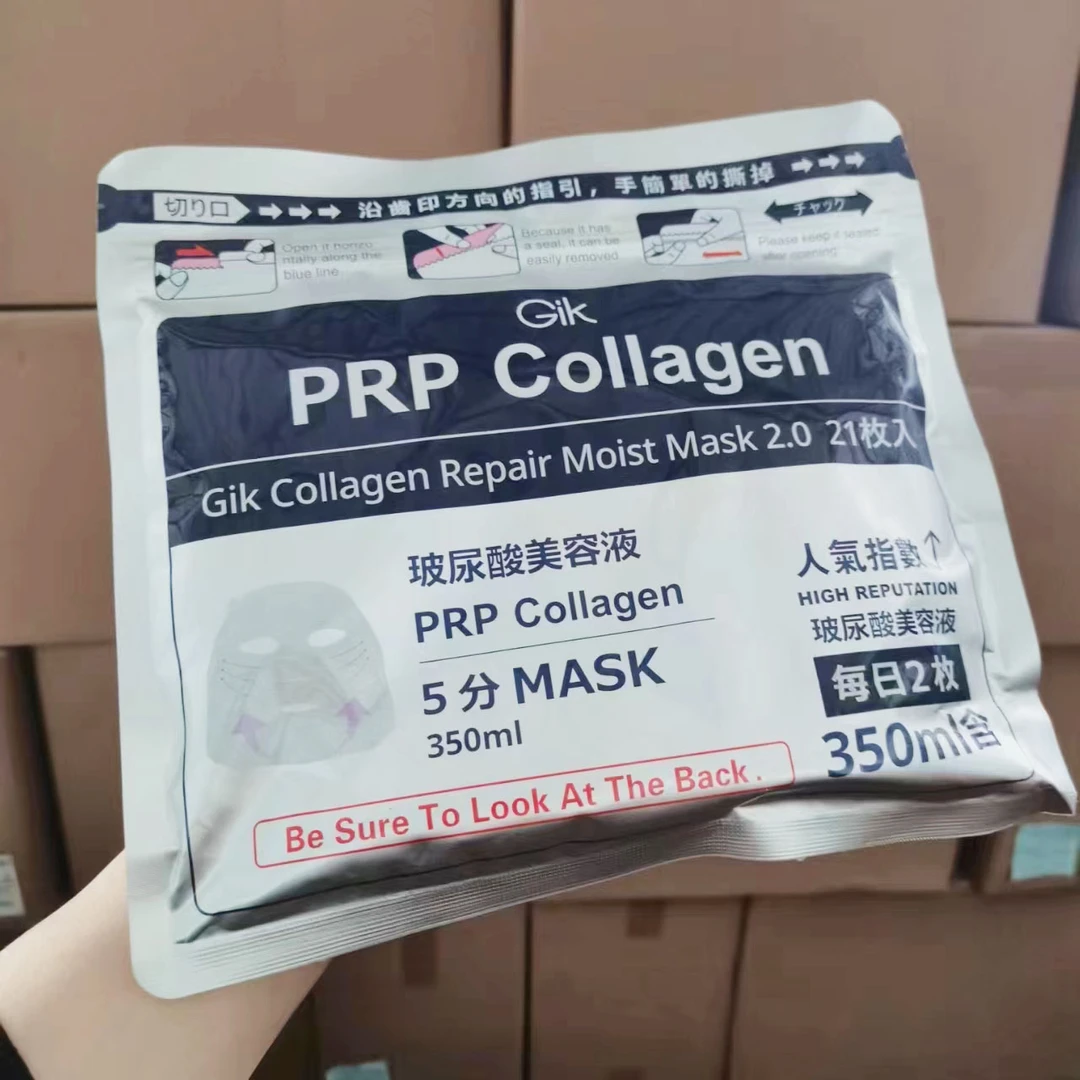 切り口 →→→ 沿齒印方向的指引，手簡單的撕掉 →→→
Open it horizo
ntally along the
blue line
Because it has
a seal, it can be
easily removed
チャック
Please keep it sealed
after opening
Gik
PRP Collagen
Gik Collagen Repair Moist Mask 2.0 21枚入
玻尿酸美容液
PRP Collagen
5分 MASK
350ml
人氣指數↑
HIGH REPUTATION
玻尿酸美容液
每日2枚
350ml含
Be Sure To Look At The Back .